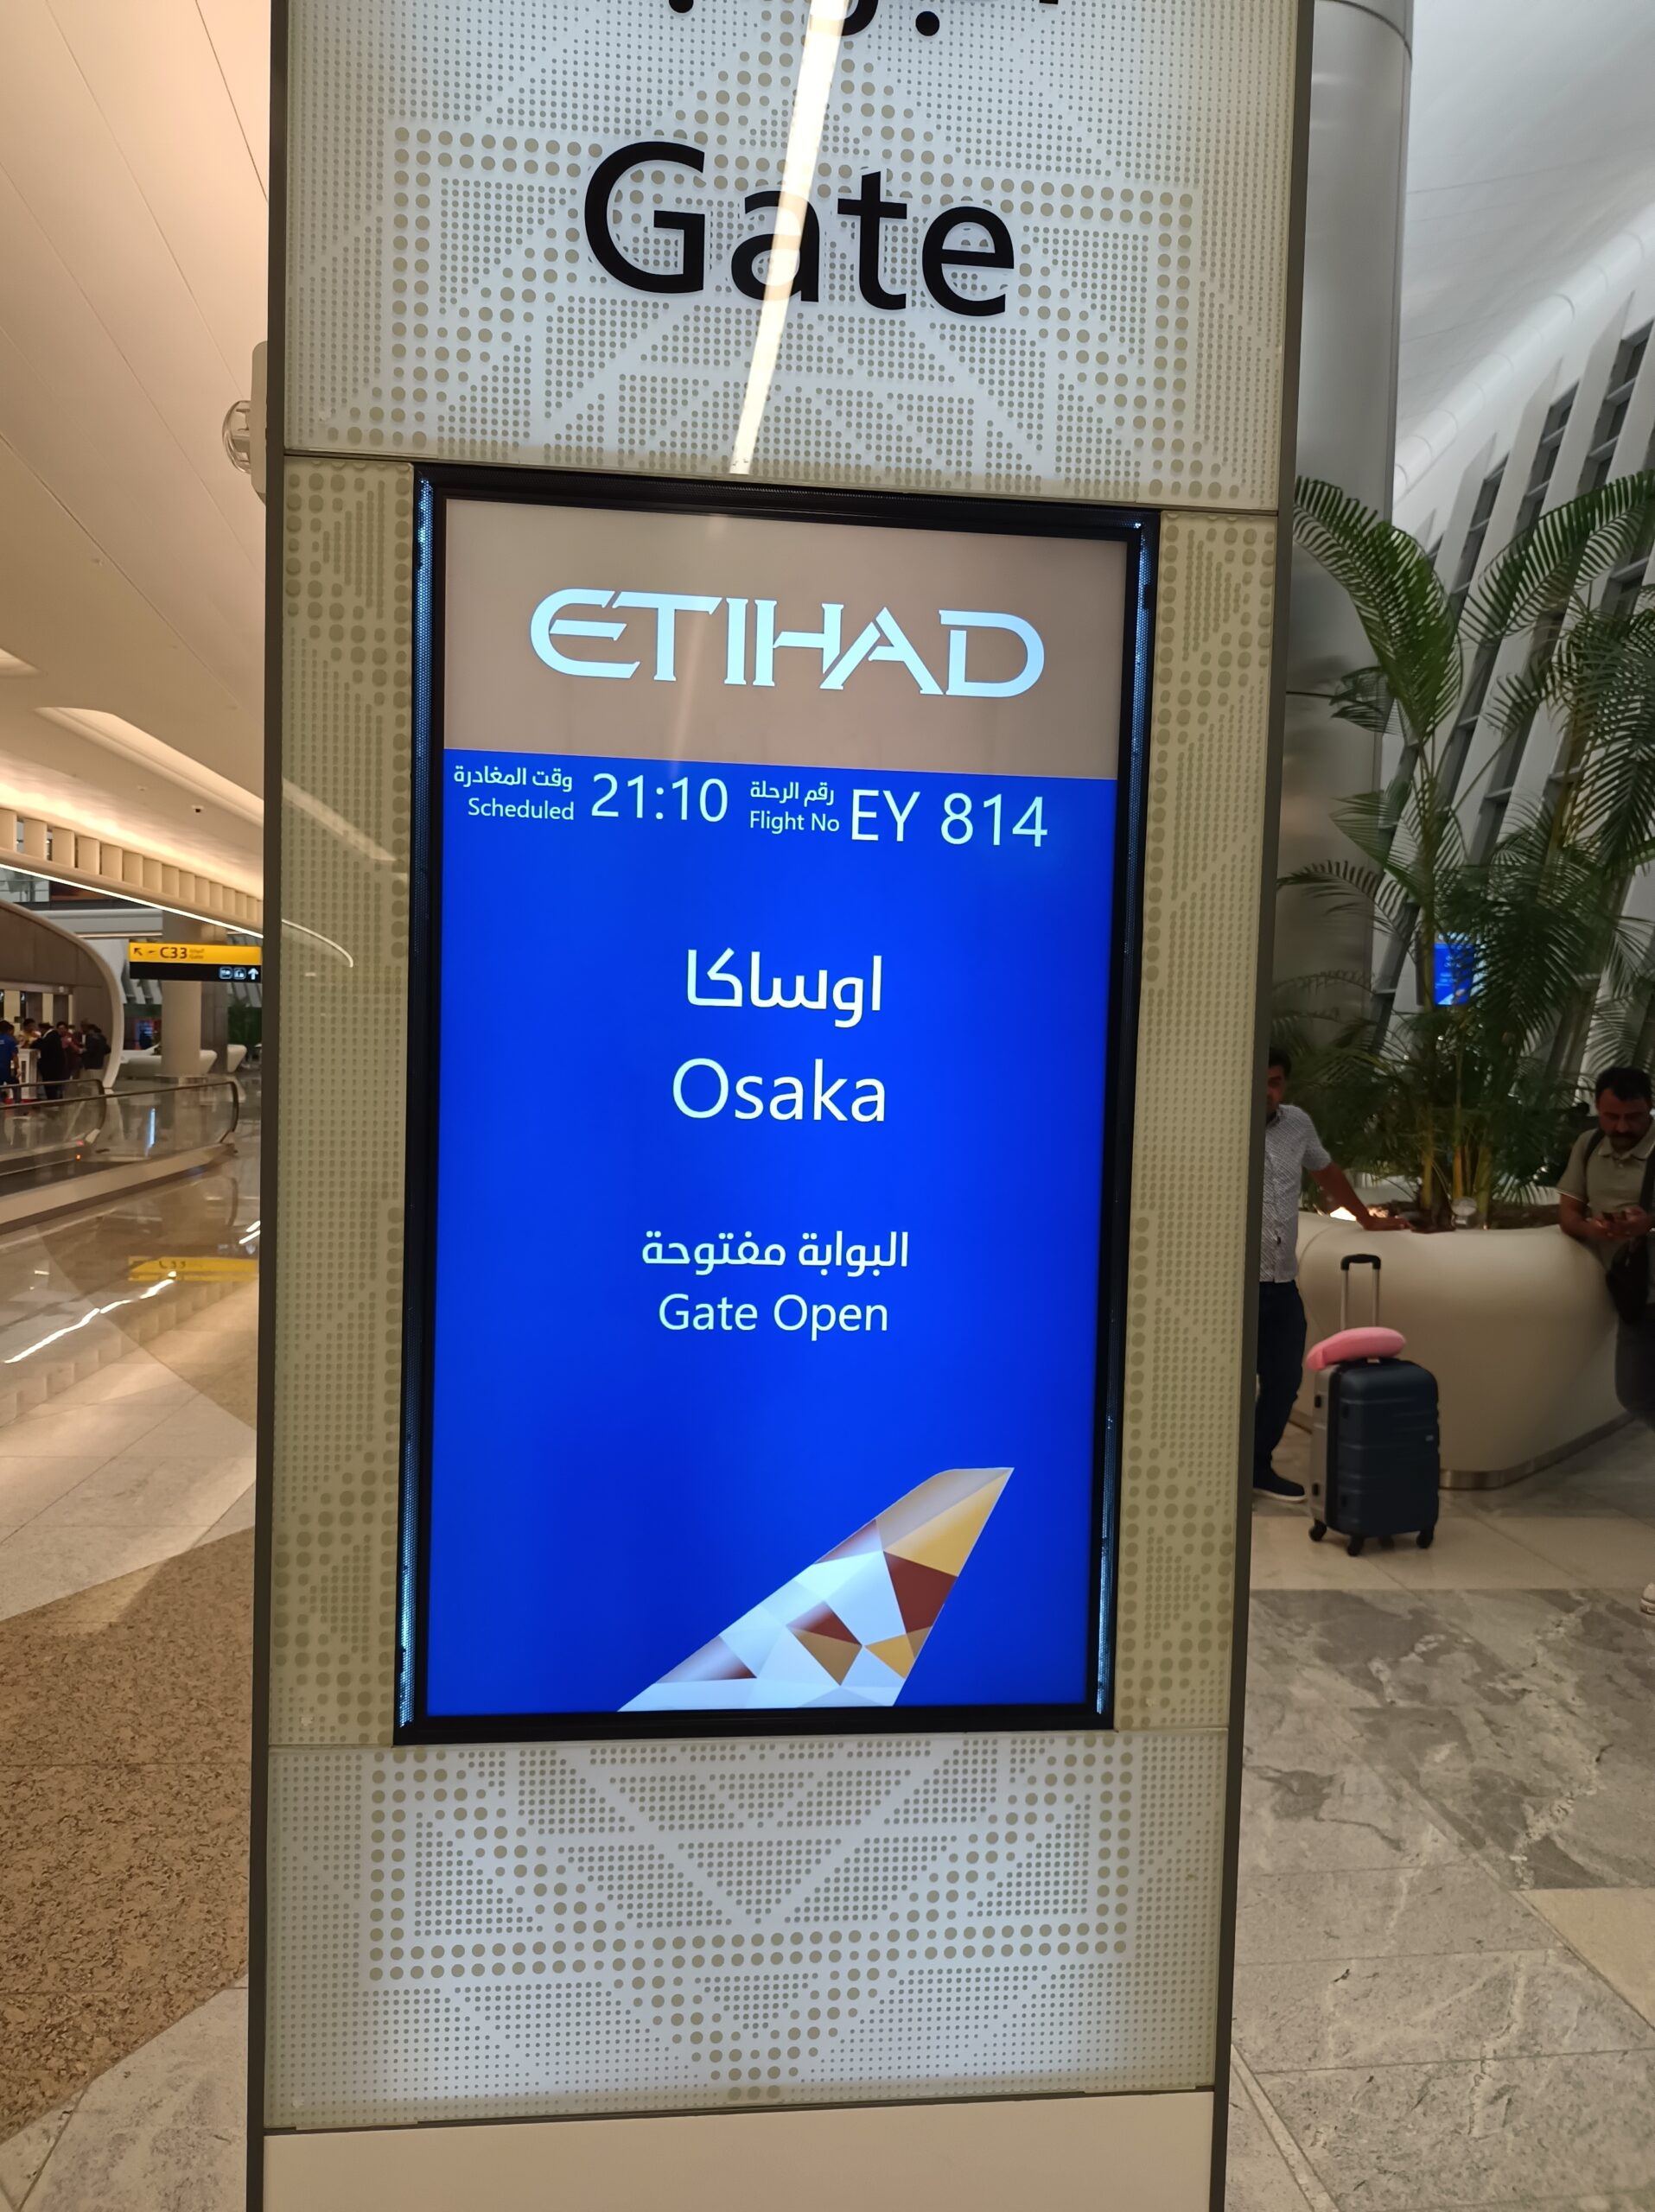 Gate
ETIHAD
وقت المغادرة
Scheduled
21:10
رقم الرحلة
Flight No
EY 814
اوساكا
Osaka
البوابة مفتوحة
Gate Open
C33